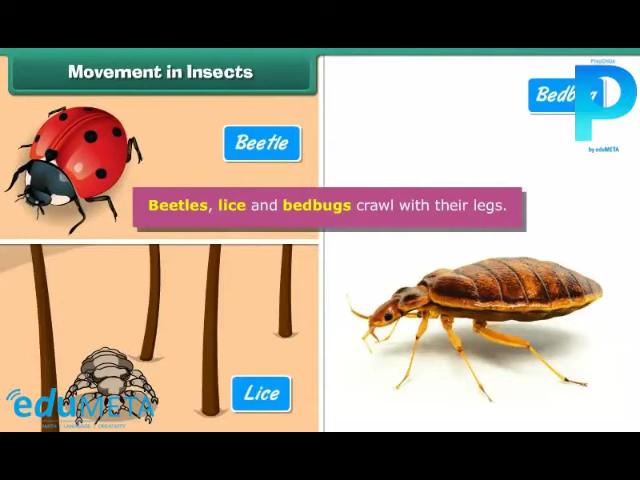 Movement in Insects
Beetle
P
by eduMETA
Beetles, lice and bedbugs crawl with their legs.
Lice
eduMETA